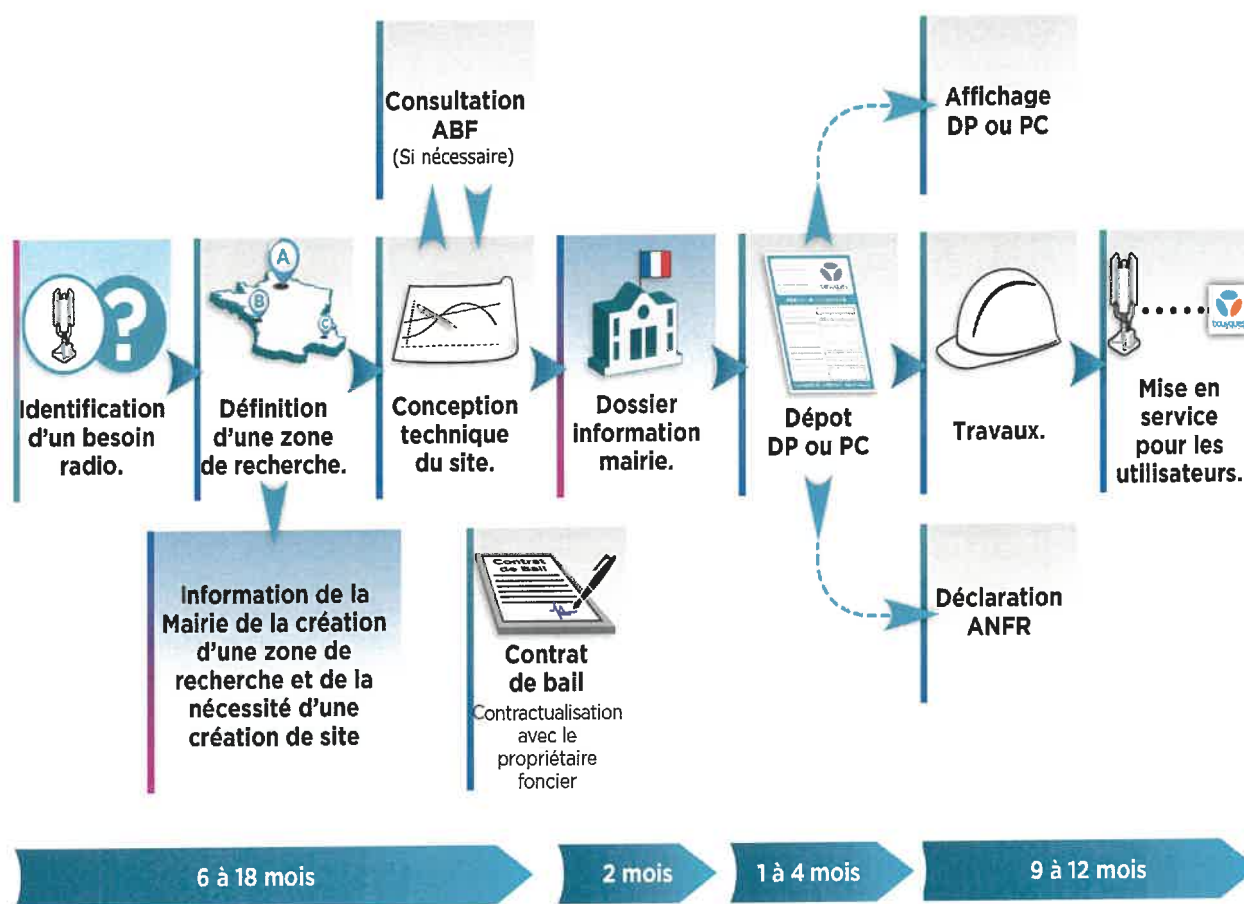 Consultation
ABF
(Si nécessaire)
Affichage
DP ou PC
A
B
C
bouygues
Identification
d'un besoin
radio.
Définition
d'une zone
de recherche.
Conception
technique
du site.
Dossier
information
mairie.
Dépot
DP ou PC
Travaux.
Mise en
service
pour les
utilisateurs.
Information de la
Mairie de la création
d'une zone de
recherche et de la
nécessité d'une
création de site
Contrat
de Bail
Contrat
de bail
Contractualisation
avec le
propriétaire
foncier
Déclaration
ANFR
6 à 18 mois
2 mois
1 à 4 mois
9 à 12 mois